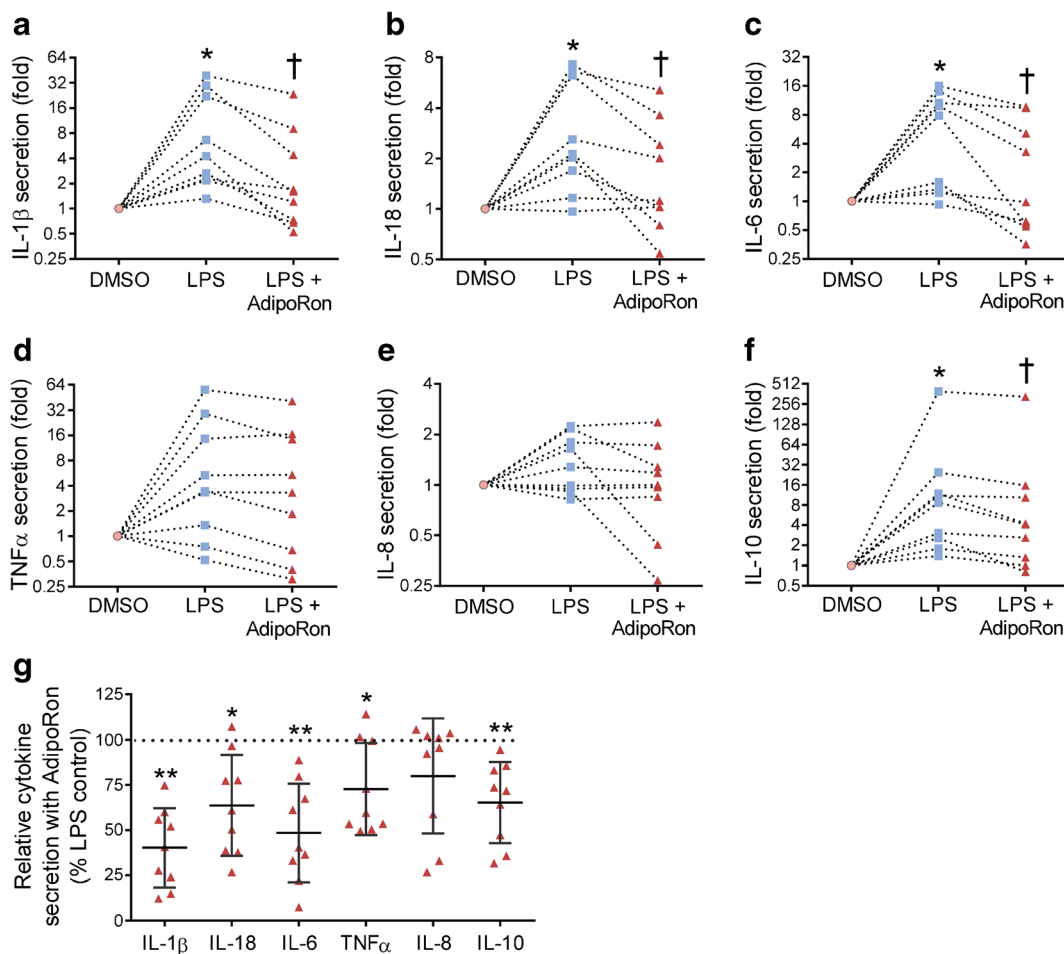 a
IL-1β secretion (fold)
64
32
16
8
4
2
1
0.5
0.25
*
†
DMSO
LPS
LPS +
AdipoRon
b
IL-18 secretion (fold)
8
4
2
1
0.5
*
†
DMSO
LPS
LPS +
AdipoRon
c
IL-6 secretion (fold)
32
16
8
4
2
1
0.5
0.25
*
†
DMSO
LPS
LPS +
AdipoRon
d
TNFα secretion (fold)
64
32
16
8
4
2
1
0.5
0.25
DMSO
LPS
LPS +
AdipoRon
e
IL-8 secretion (fold)
4
2
1
0.5
0.25
DMSO
LPS
LPS +
AdipoRon
f
IL-10 secretion (fold)
512
256
128
64
32
16
8
4
2
1
0.5
*
†
DMSO
LPS
LPS +
AdipoRon
g
Relative cytokine
secretion with AdipoRon
(% LPS control)
125
100
75
50
25
0
**
*
**
*
**
IL-1β
IL-18
IL-6
TNFα
IL-8
IL-10